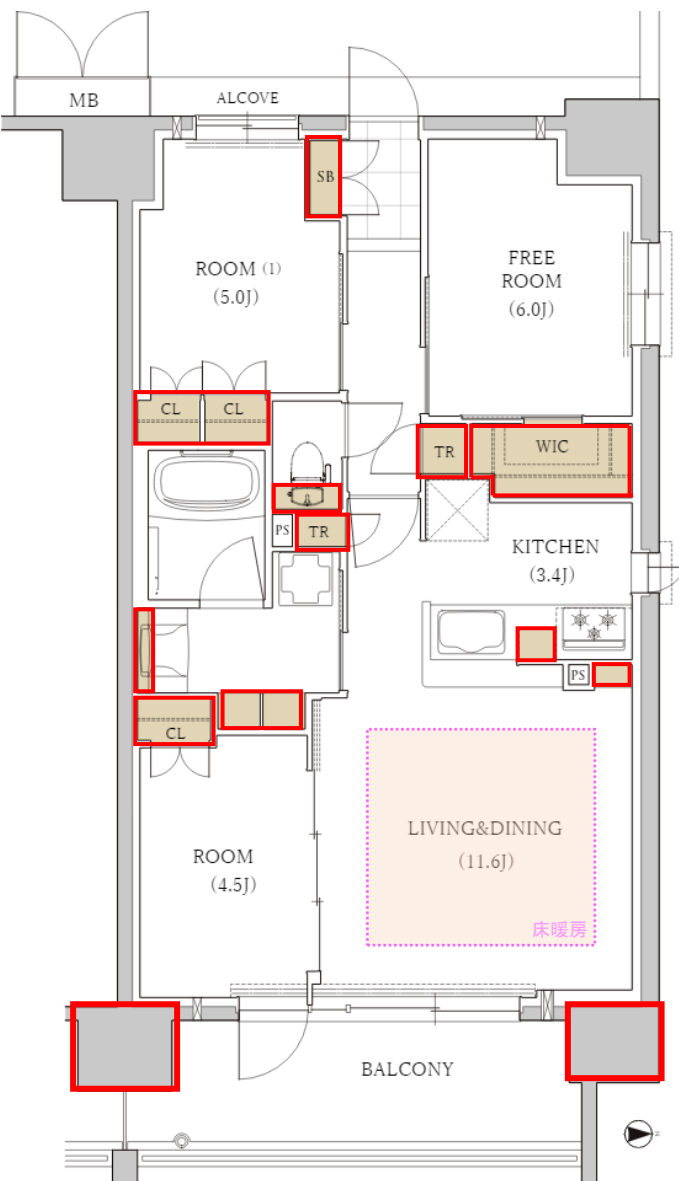 MB
ALCOVE
SB
ROOM (1)
(5.0J)
FREE
ROOM
(6.0J)
CL
CL
TR
WIC
PS
TR
KITCHEN
(3.4J)
PS
CL
LIVING&DINING
(11.6J)
ROOM
(4.5J)
床暖房
BALCONY
N